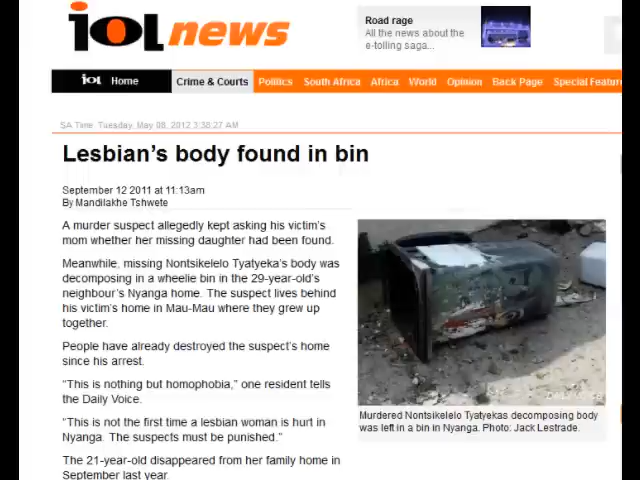 iOL news
Road rage
All the news about the
e-tolling saga...
iOL Home Crime & Courts Politics South Africa Africa World Opinion Back Page Special Featur
SA Time: Tuesday, May 08, 2012 3:38:27 AM
Lesbian's body found in bin
September 12 2011 at 11:13am
By Mandilakhe Tshwete
A murder suspect allegedly kept asking his victim's
mom whether her missing daughter had been found.
Meanwhile, missing Nontsikelelo Tyatyeka's body was
decomposing in a wheelie bin in the 29-year-old's
neighbour's Nyanga home. The suspect lives behind
his victim's home in Mau-Mau where they grew up
together.
People have already destroyed the suspect's home
since his arrest.
“This is nothing but homophobia,” one resident tells
the Daily Voice.
“This is not the first time a lesbian woman is hurt in
Nyanga. The suspects must be punished.”
The 21-year-old disappeared from her family home in
September last year.
Murdered Nontsikelelo Tyatyekas decomposing body
was left in a bin in Nyanga. Photo: Jack Lestrade.